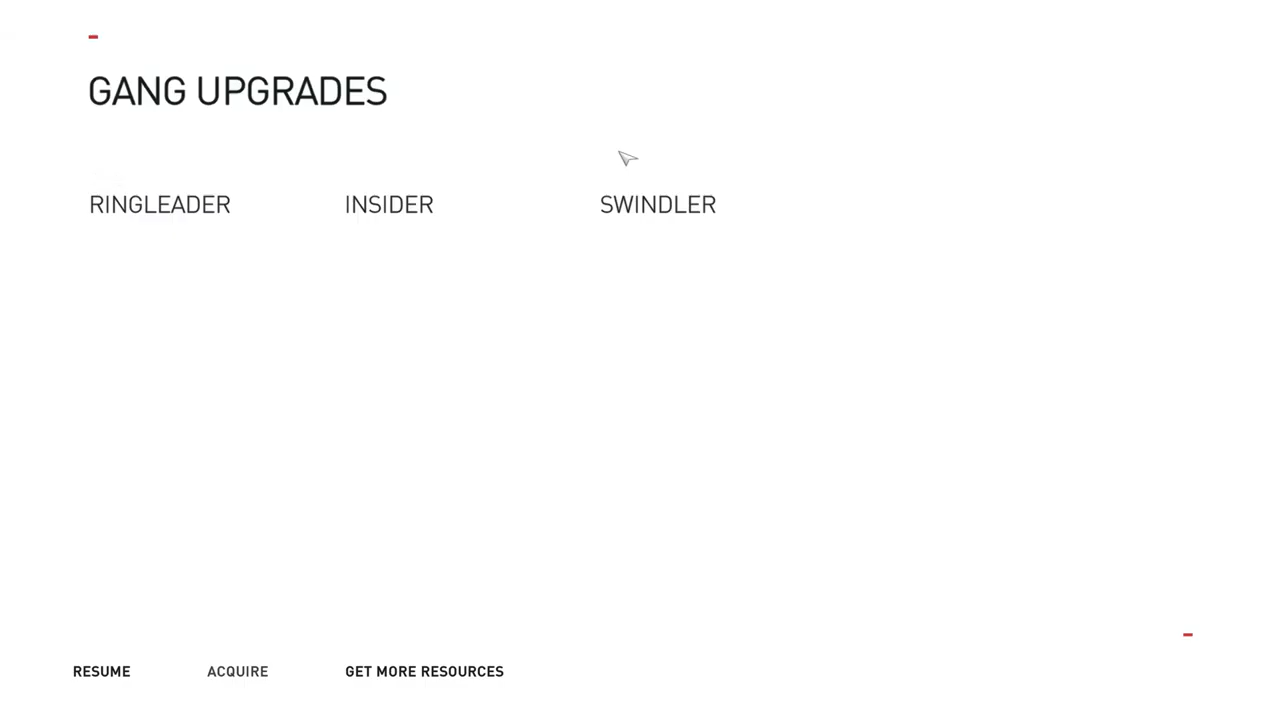 GANG UPGRADES
RINGLEADER INSIDER SWINDLER
RESUME ACQUIRE GET MORE RESOURCES